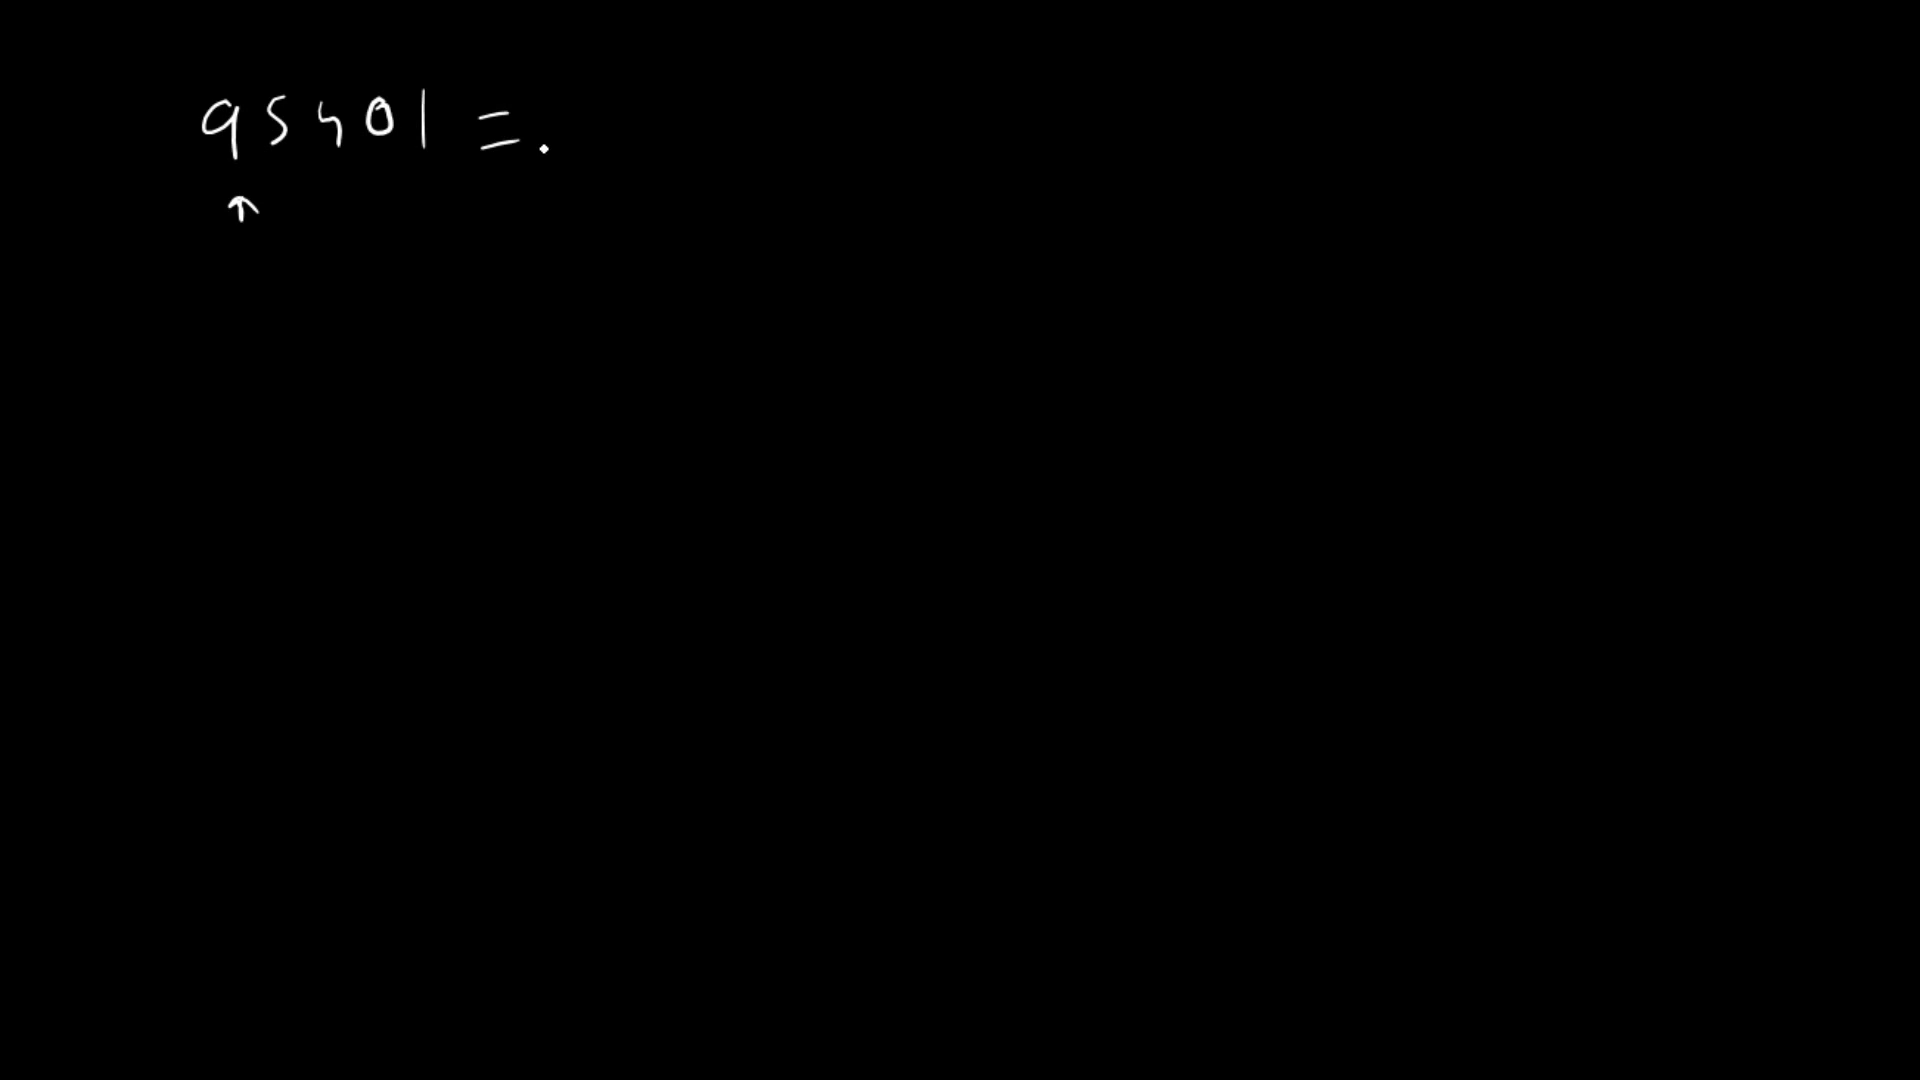 95401 =
↑